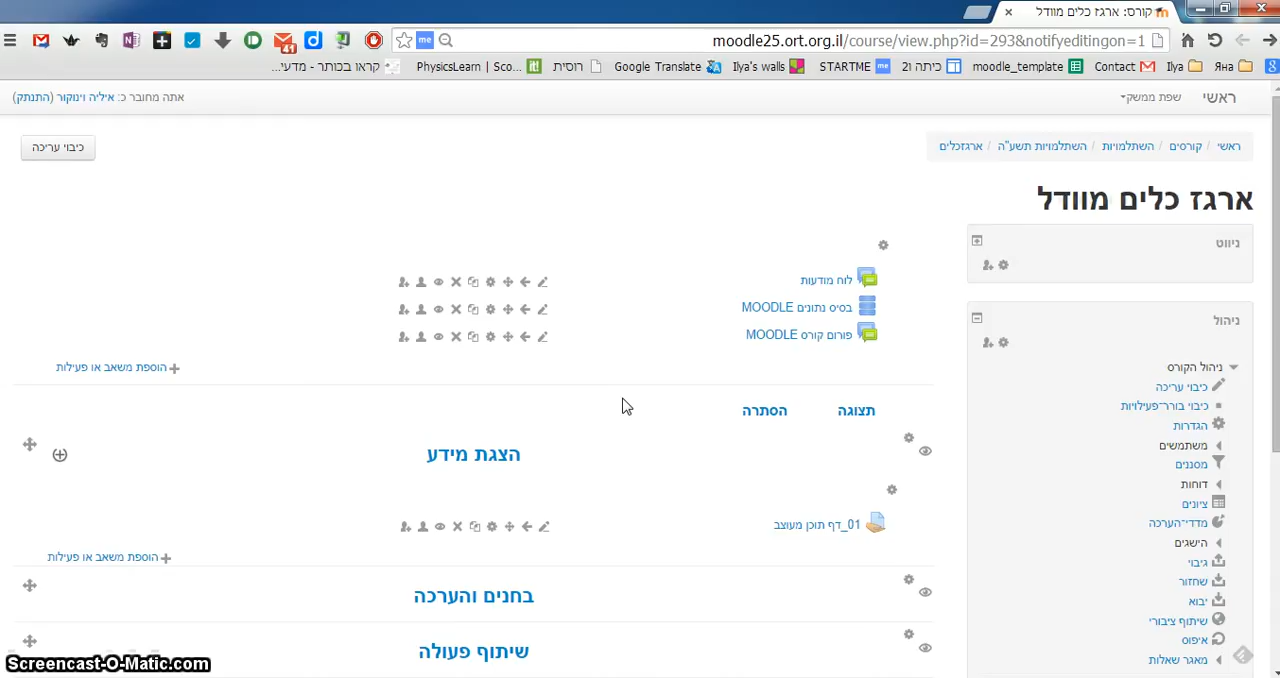 קורס: ארגז כלים מוודל
moodle25.ort.org.il/course/view.php?id=293&notifyeditingon=1
me
41
Яна
Ilya
Contact
moodle_template
כיתה ו2
STARTME
Ilya's walls
Google Translate
רוסית
PhysicsLearn | Sco...
קראו בכותר - מדעי...
ראשי
שפת ממשק
אתה מחובר כ: איליה וינוקור (התנתק)
ראשי / קורסים / השתלמויות / השתלמויות תשע"ה / ארגזכלים
כיבוי עריכה
ארגז כלים מוודל
ניווט
ניהול
ניהול הקורס
כיבוי עריכה
כיבוי בורר־פעילויות
הגדרות
משתמשים
מסננים
דוחות
ציונים
מדדי־הערכה
הישגים
גיבוי
שחזור
יבוא
שיתוף ציבורי
איפוס
מאגר שאלות
לוח מודעות
בסיס נתונים MOODLE
פורום קורס MOODLE
הוספת משאב או פעילות
תצוגה
הסתרה
הצגת מידע
01_דף תוכן מעוצב
הוספת משאב או פעילות
בחנים והערכה
שיתוף פעולה
Screencast-O-Matic.com